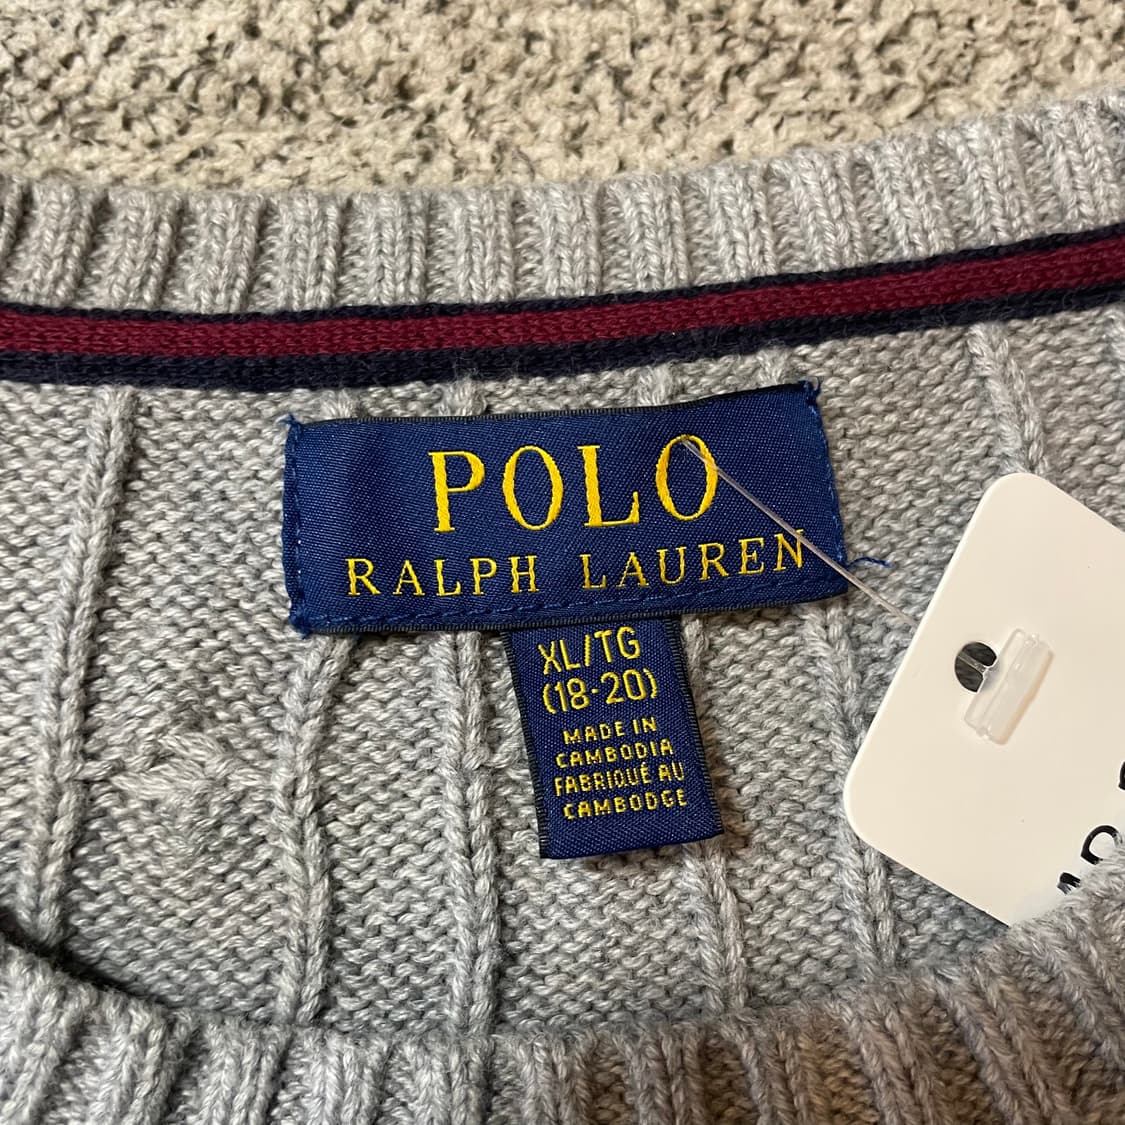 POLO
RALPH LAUREN
XL/TG
(18-20)
MADE IN
CAMBODIA
FABRIQUÉ AU
CAMBODGE